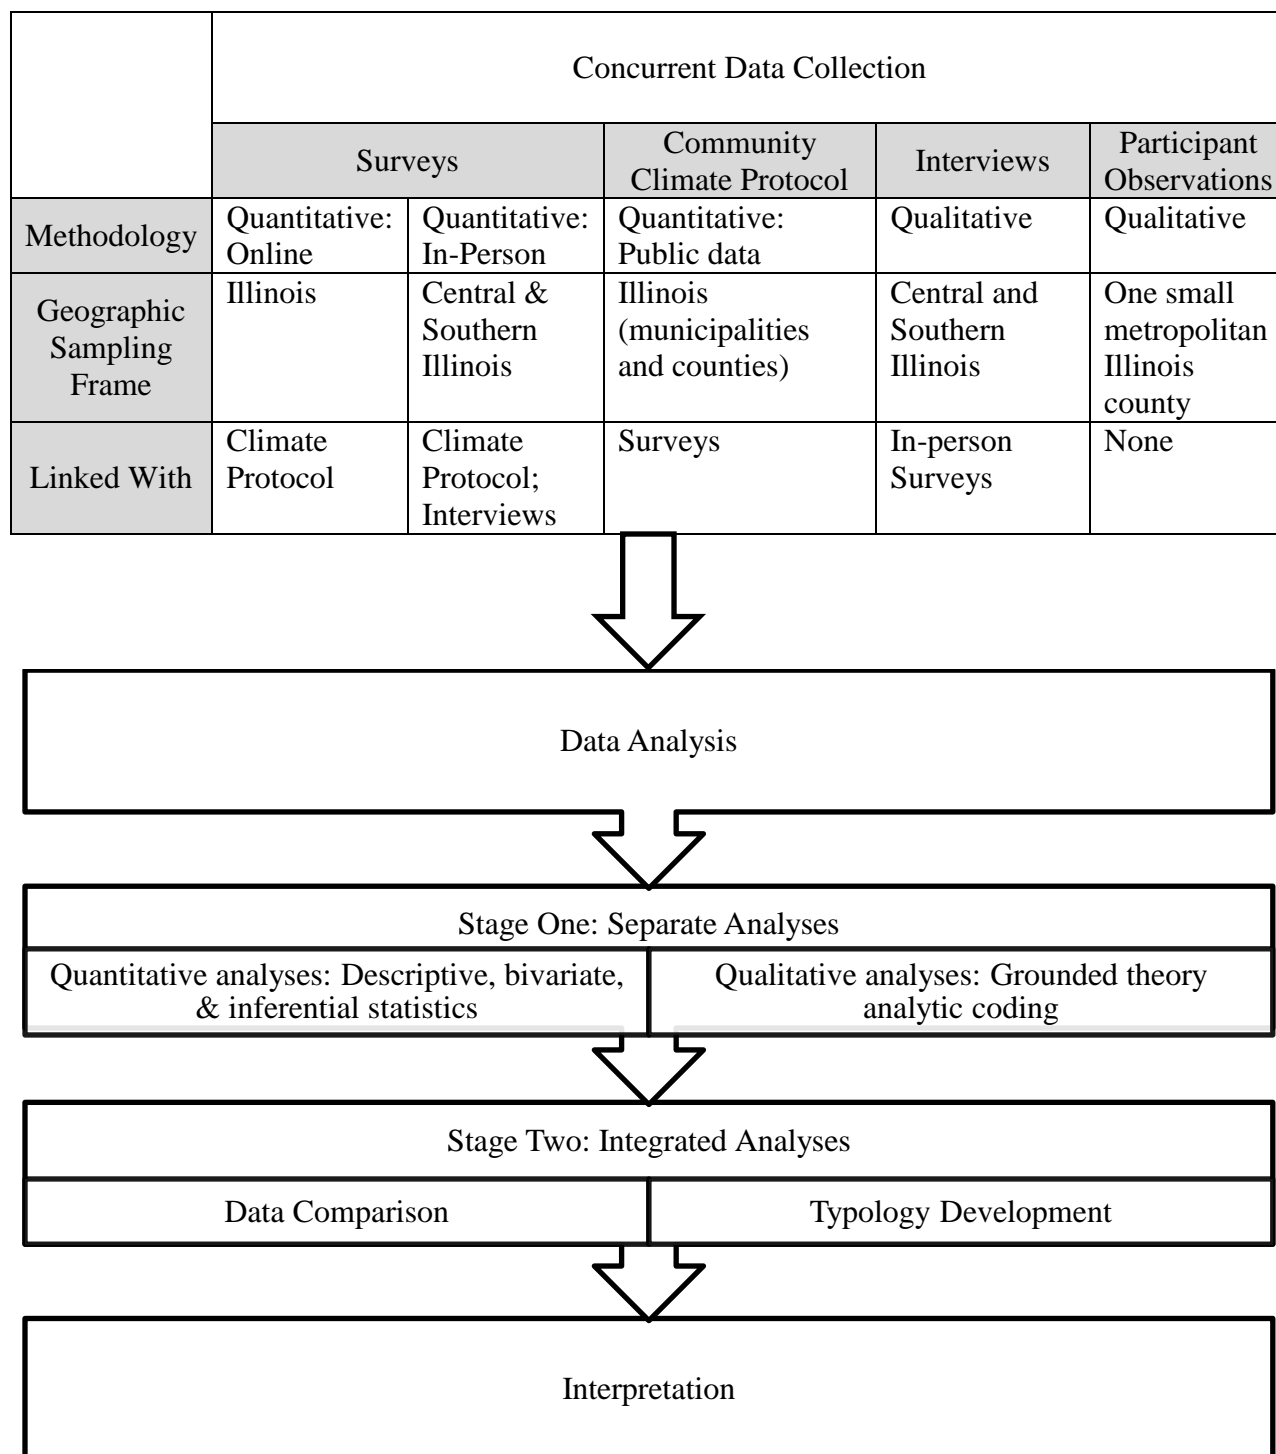 Concurrent Data Collection
Surveys
Community
Climate Protocol
Interviews
Participant
Observations
Methodology
Quantitative:
Online
Quantitative:
In-Person
Quantitative:
Public data
Qualitative
Qualitative
Geographic
Sampling
Frame
Illinois
Central &
Southern
Illinois
Illinois
(municipalities
and counties)
Central and
Southern
Illinois
One small
metropolitan
Illinois
county
Linked With
Climate
Protocol
Climate
Protocol;
Interviews
Surveys
In-person
Surveys
None
Data Analysis
Stage One: Separate Analyses
Quantitative analyses: Descriptive, bivariate,
& inferential statistics
Qualitative analyses: Grounded theory
analytic coding
Stage Two: Integrated Analyses
Data Comparison
Typology Development
Interpretation